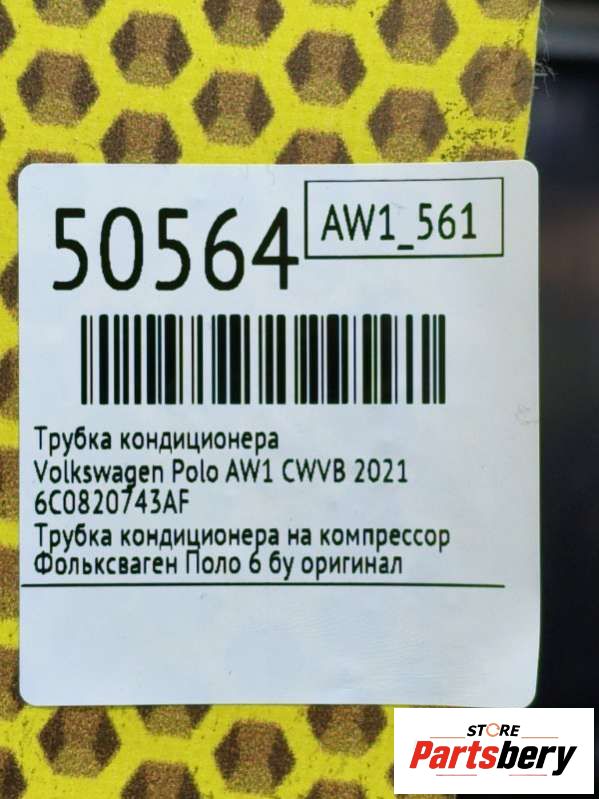 50564
AW1_561
Трубка кондиционера
Volkswagen Polo AW1 CWVB 2021
6C0820743AF
Трубка кондиционера на компрессор
Фольксваген Поло 6 бу оригинал
STORE
Partsbery